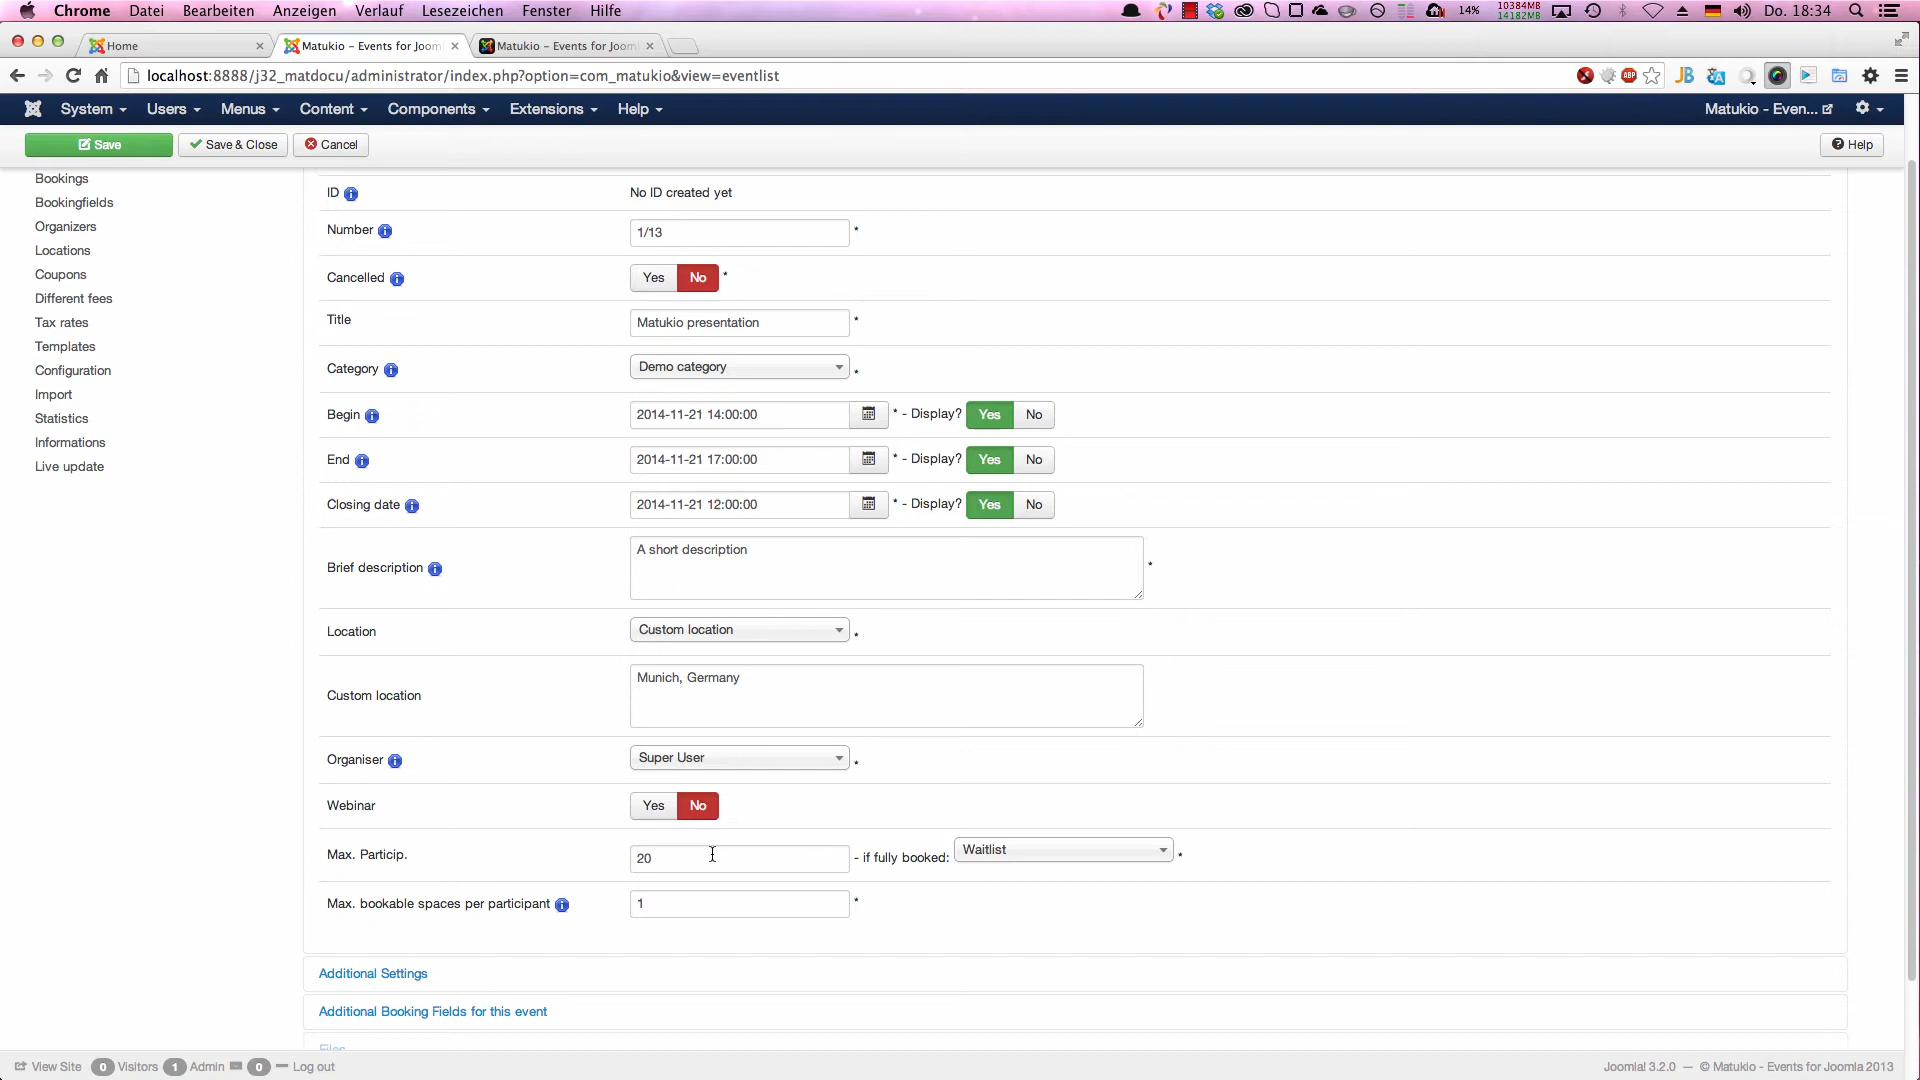 Chrome Datei Bearbeiten Anzeigen Verlauf Lesezeichen Fenster Hilfe 14% 10384MB 14182MB Do. 18:34
Home Matukio – Events for Joom Matukio – Events for Joom
localhost:8888/j32_matdocu/administrator/index.php?option=com_matukio&view=eventlist ABP JB
System Users Menus Content Components Extensions Help Matukio - Even...
Save Save & Close Cancel Help
Bookings
Bookingfields
Organizers
Locations
Coupons
Different fees
Tax rates
Templates
Configuration
Import
Statistics
Informations
Live update
ID No ID created yet
Number 1/13 *
Cancelled Yes No *
Title Matukio presentation *
Category Demo category *
Begin 2014-11-21 14:00:00 * - Display? Yes No
End 2014-11-21 17:00:00 * - Display? Yes No
Closing date 2014-11-21 12:00:00 * - Display? Yes No
Brief description A short description *
Location Custom location *
Custom location Munich, Germany
Organiser Super User *
Webinar Yes No
Max. Particip. 20 - if fully booked: Waitlist *
Max. bookable spaces per participant 1 *
Additional Settings
Additional Booking Fields for this event
Files
View Site 0 Visitors 1 Admin 0 Log out Joomla! 3.2.0 — © Matukio - Events for Joomla 2013